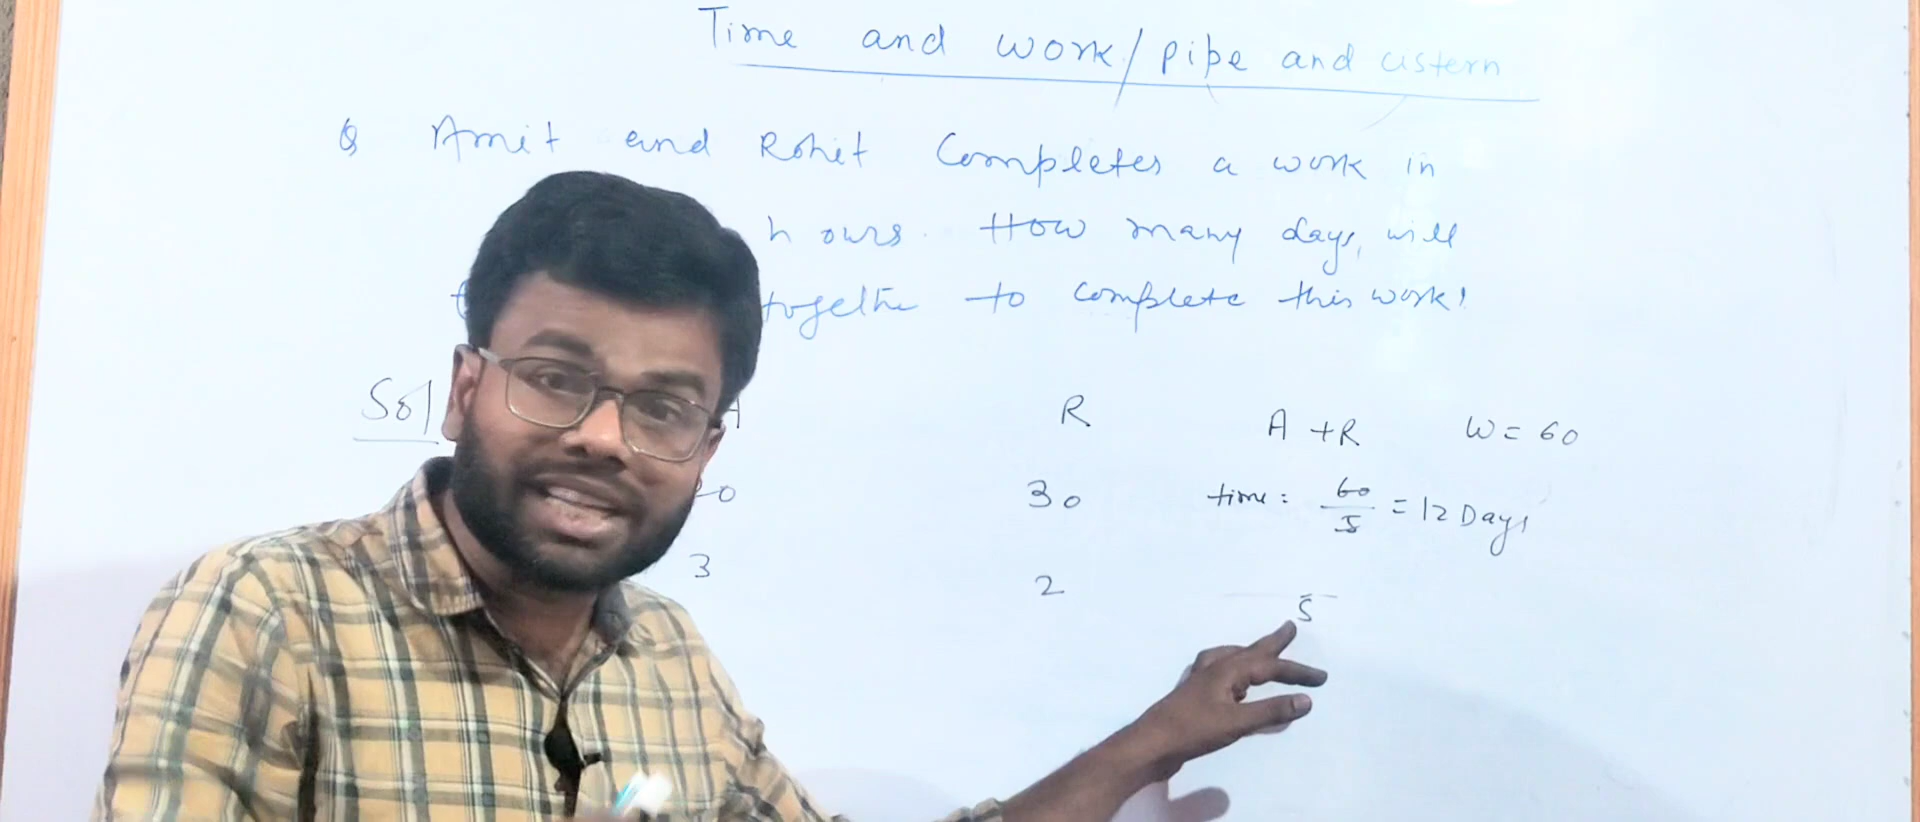 Time and work/pipe and cistern
Q Amit and Rohit Completes a work in
hours. How many days, will
together to complete this work!
Sol A R A + R W = 60
20 30 time: 60/5 = 12 Days
3 2 5